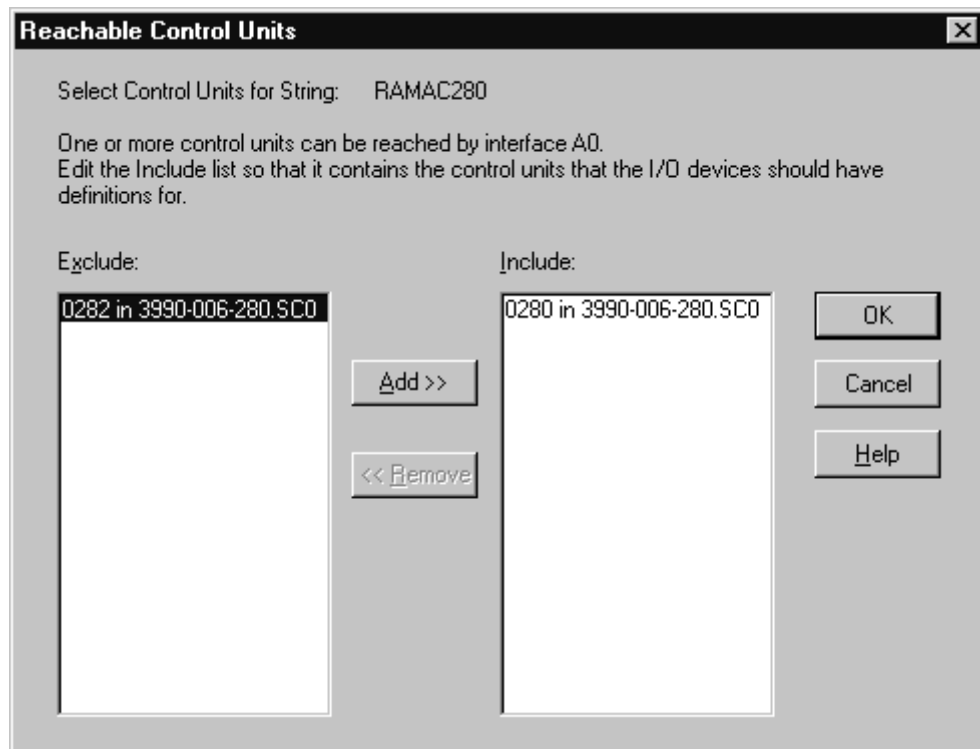 Reachable Control Units
Select Control Units for String: RAMAC280
One or more control units can be reached by interface A0.
Edit the Include list so that it contains the control units that the I/O devices should have
definitions for.
Exclude:
Include:
0282 in 3990-006-280.SC0
0280 in 3990-006-280.SC0
OK
Add >>
Cancel
<< Remove
Help